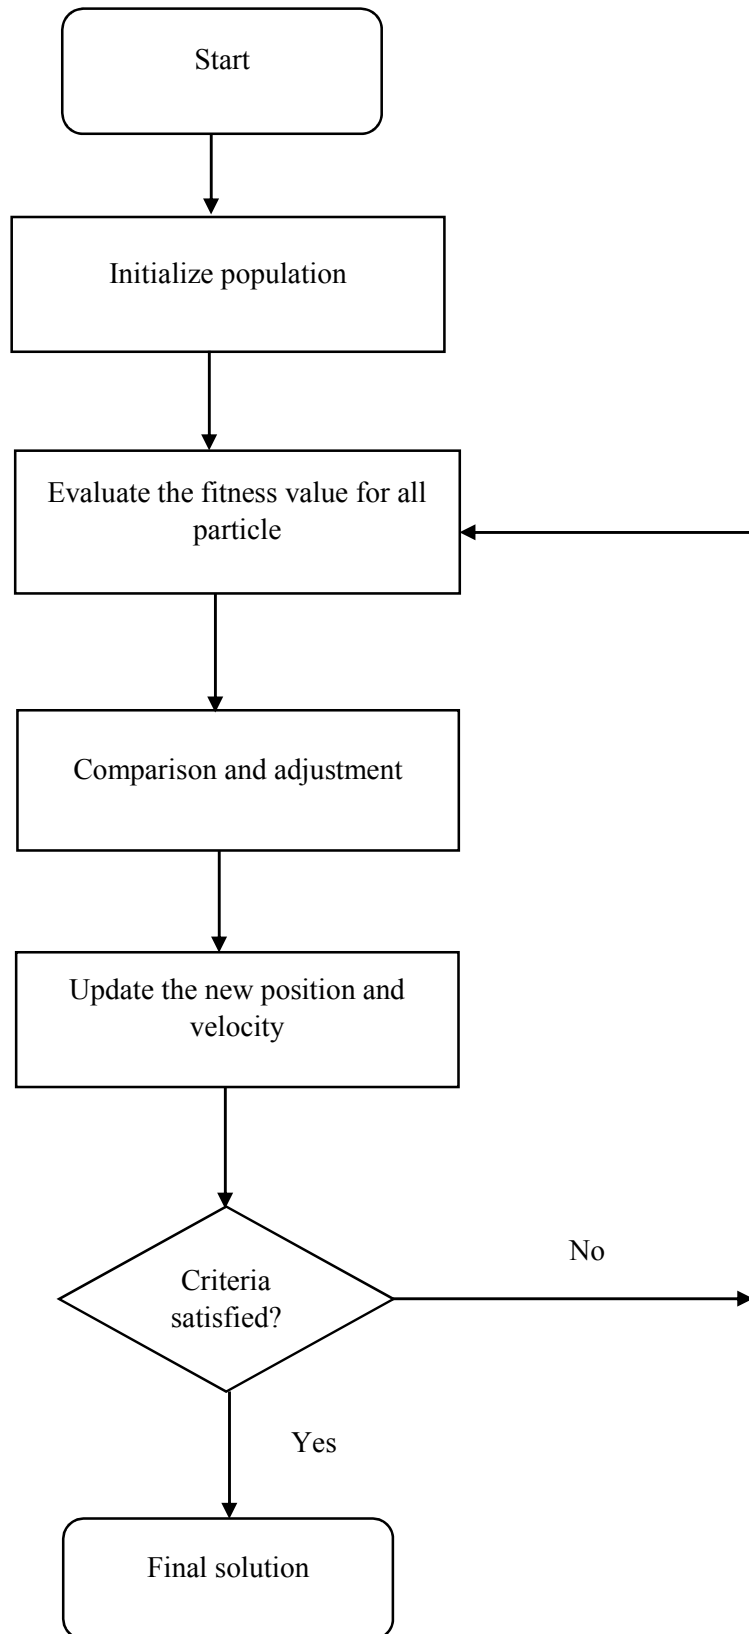 Start
Initialize population
Evaluate the fitness value for all
particle
Comparison and adjustment
Update the new position and
velocity
Criteria
satisfied?
No
Yes
Final solution